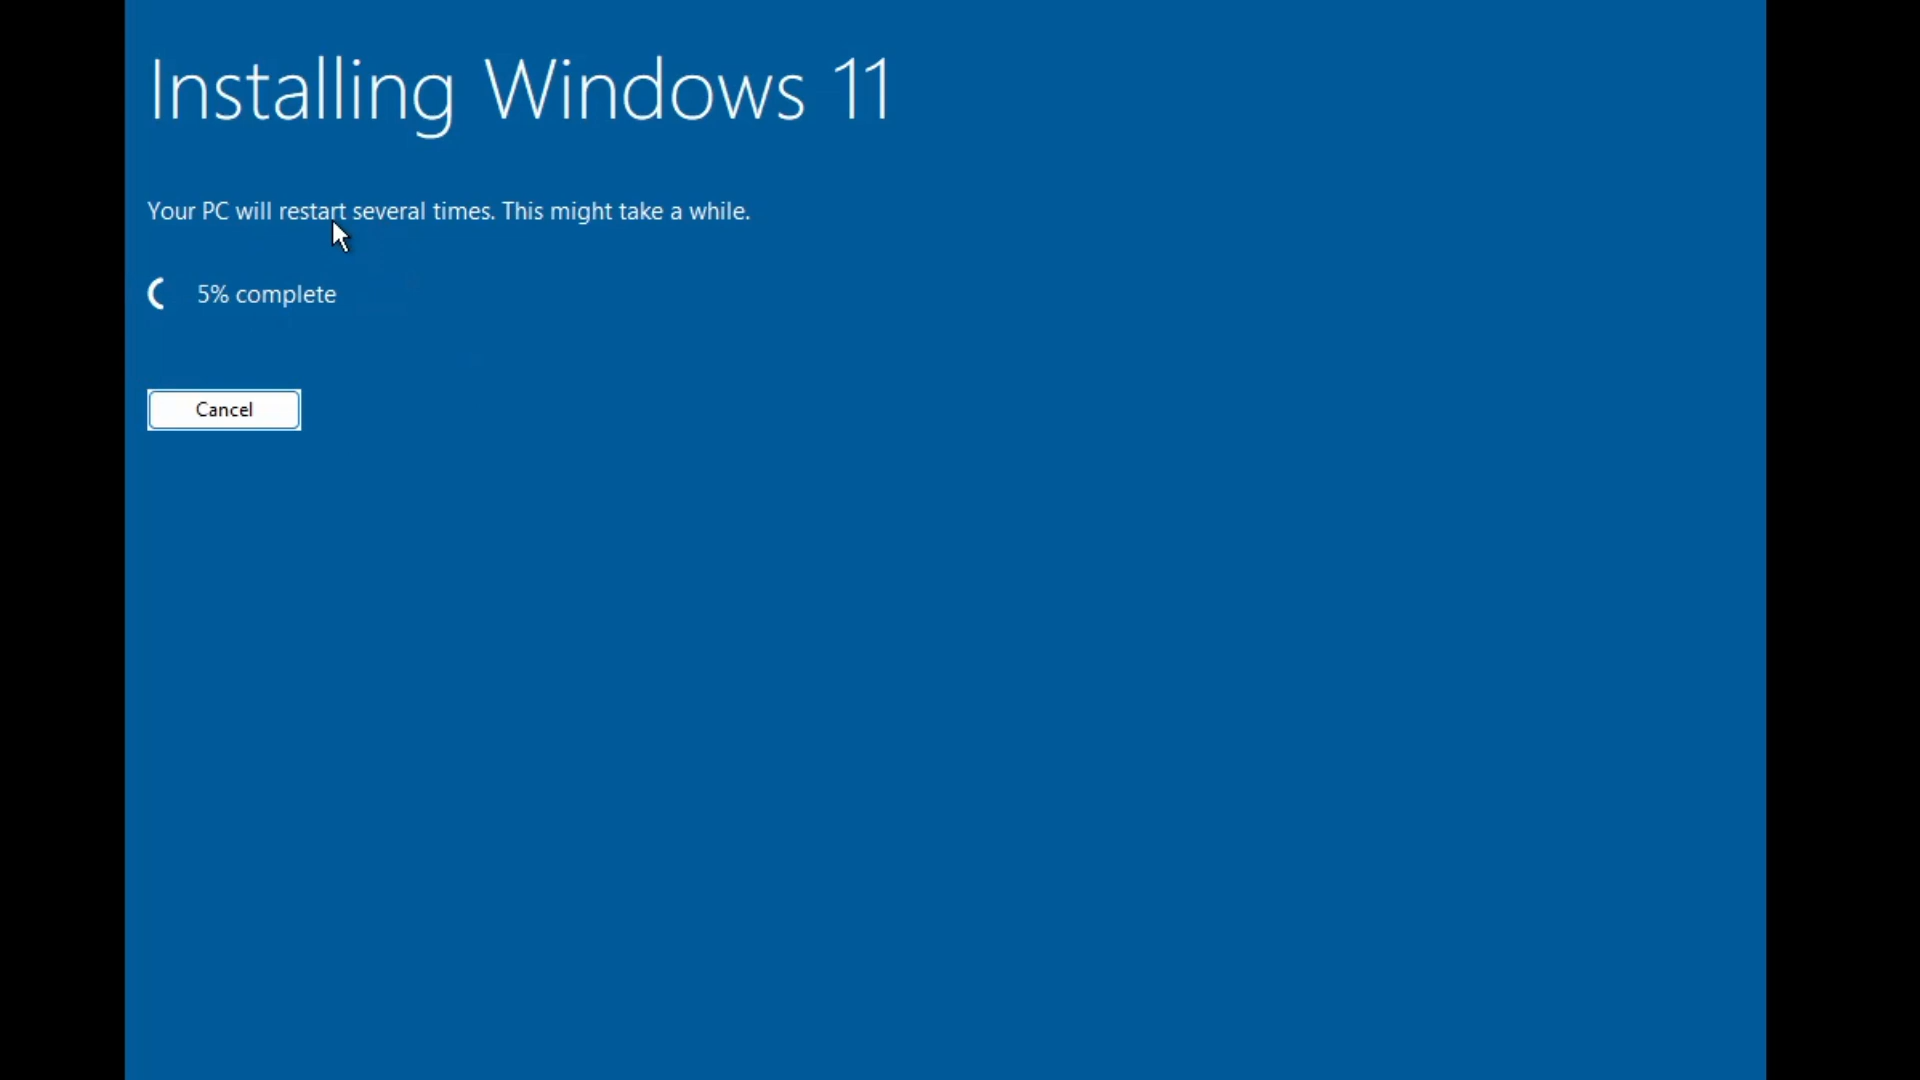 Installing Windows 11
Your PC will restart several times. This might take a while.
5% complete
Cancel